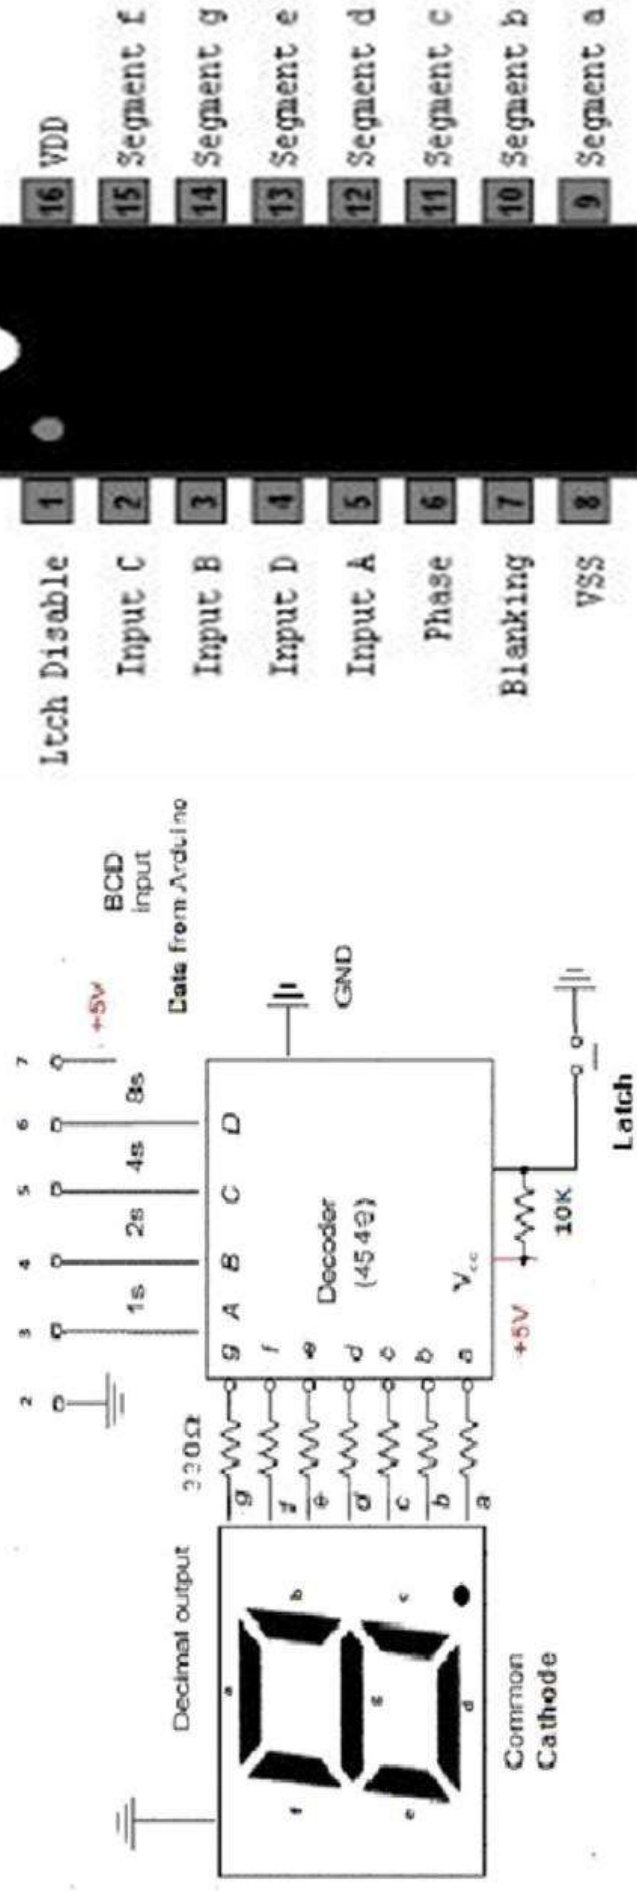 2 3 4 5 6 7
+5V
1s 2s 4s 8s
BCD
input
Data from Arduino
Decimal output
A B C D
g g
f f
e e
d d
c c
b b
a a
Decoder
Vcc
GND
a
f b
g
e c
d
Common
Cathode
+5V
10K
Latch
Ltch Disable 1 16 VDD
Input C 2 15 Segment f
Input B 3 14 Segment g
Input D 4 13 Segment e
Input A 5 12 Segment d
Phase 6 11 Segment c
Blanking 7 10 Segment b
VSS 8 9 Segment a